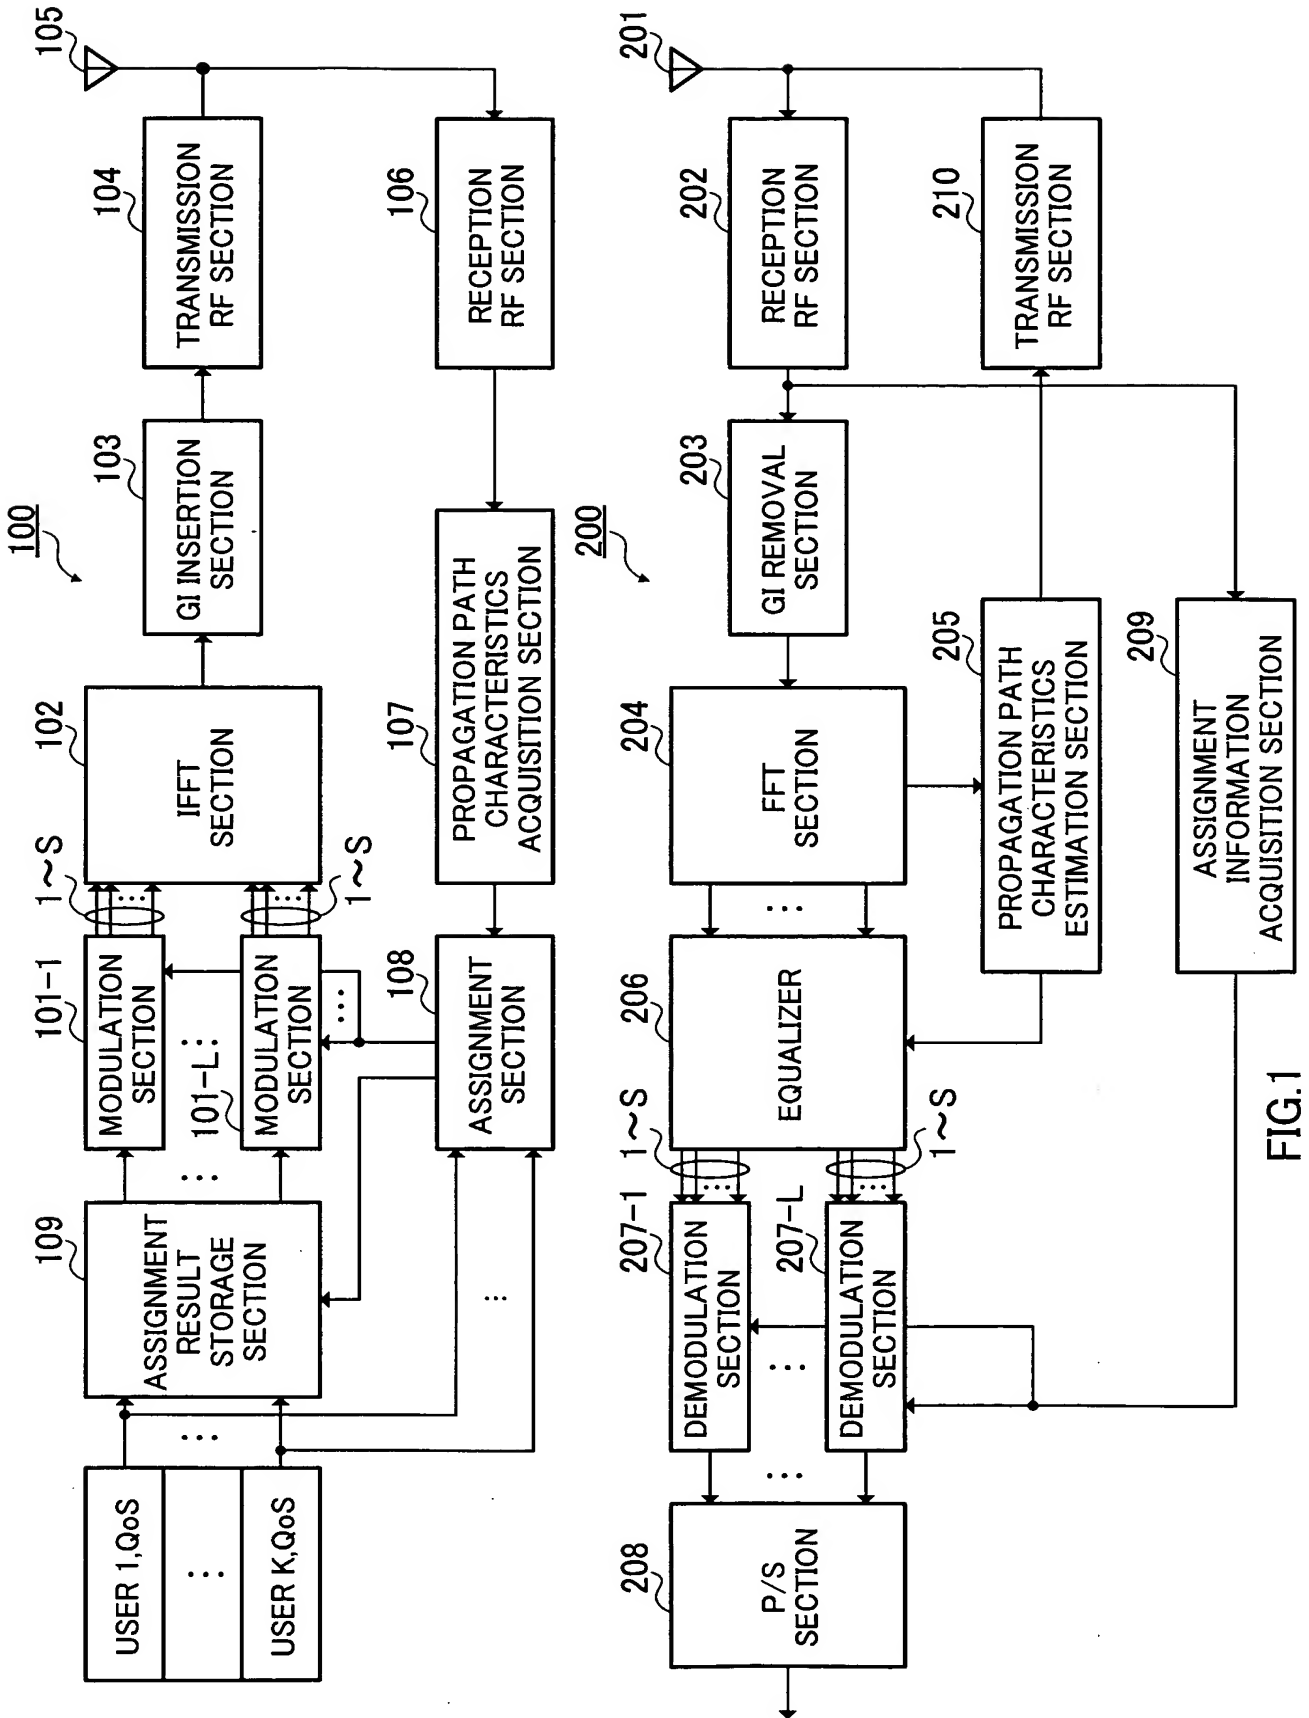 100
USER 1,QoS
USER K,QoS
109
ASSIGNMENT
RESULT
STORAGE
SECTION
101-1
MODULATION
SECTION
101-L
MODULATION
SECTION
1~S
1~S
102
IFFT
SECTION
103
GI INSERTION
SECTION
104
TRANSMISSION
RF SECTION
105
108
ASSIGNMENT
SECTION
107
PROPAGATION PATH
CHARACTERISTICS
ACQUISITION SECTION
106
RECEPTION
RF SECTION
200
208
P/S
SECTION
207-1
DEMODULATION
SECTION
207-L
DEMODULATION
SECTION
1~S
1~S
206
EQUALIZER
204
FFT
SECTION
203
GI REMOVAL
SECTION
202
RECEPTION
RF SECTION
201
205
PROPAGATION PATH
CHARACTERISTICS
ESTIMATION SECTION
210
TRANSMISSION
RF SECTION
209
ASSIGNMENT
INFORMATION
ACQUISITION SECTION
FIG.1